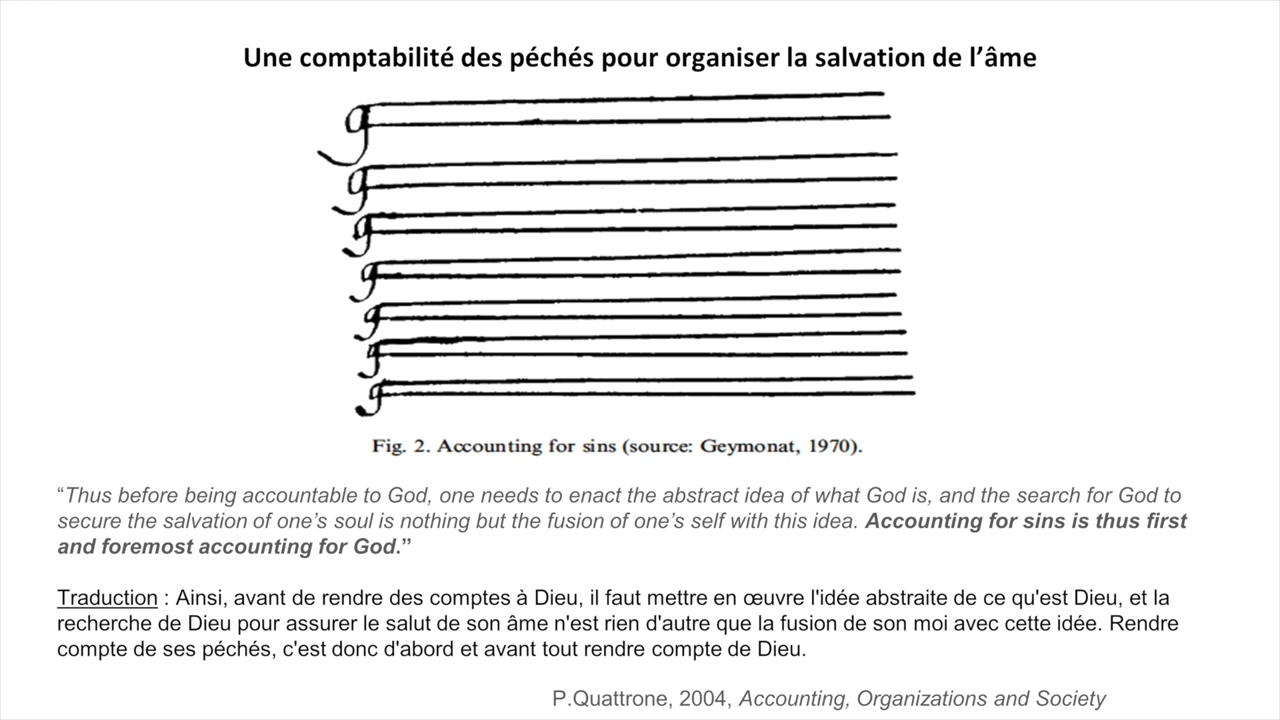 Une comptabilité des péchés pour organiser la salvation de l’âme
g
g
g
g
g
g
g
Fig. 2. Accounting for sins (source: Geymonat, 1970).
“Thus before being accountable to God, one needs to enact the abstract idea of what God is, and the search for God to
secure the salvation of one’s soul is nothing but the fusion of one’s self with this idea. Accounting for sins is thus first
and foremost accounting for God.”
Traduction : Ainsi, avant de rendre des comptes à Dieu, il faut mettre en œuvre l'idée abstraite de ce qu'est Dieu, et la
recherche de Dieu pour assurer le salut de son âme n'est rien d'autre que la fusion de son moi avec cette idée. Rendre
compte de ses péchés, c'est donc d'abord et avant tout rendre compte de Dieu.
P.Quattrone, 2004, Accounting, Organizations and Society